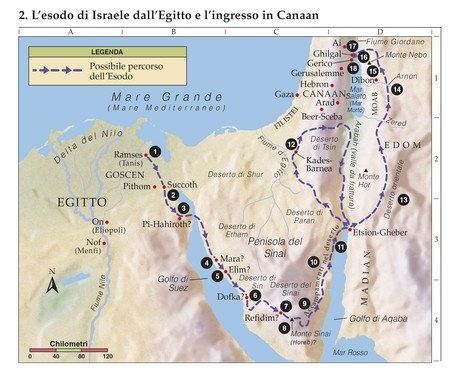 2. L'esodo di Israele dall'Egitto e l'ingresso in Canaan
A B C D
LEGENDA
Possibile percorso
dell'Esodo
Mare Grande
(Mare Mediterraneo)
Ai
17
Fiume Giordano
Ghilgal
16
Monte Nebo
Gerico
15
Gerusalemme
18
Dibon
Arnon
14
Hebron
Mar
Salato
(Mar
Morto)
MOAB
1
Gaza
CANAAN
Arad
Beer-Sceba
FILISTEI
Zered
Delta del Nilo
Fiume d'Egitto
12
Deserto
di Tsin
Kades-
Barnea
Arabah (valle da frattura)
EDOM
2
Ramses
(Tanis)
1
GOSCEN
Pithom
Succoth
2
3
Pi-Hahiroth?
Deserto di Shur
Monte
Hor
Deserto orientale
13
EGITTO
On
(Eliopoli)
Nof
(Menfi)
Deserto di
Etham
Deserto di
Paran
Penisola del
Sinai
Etsion-Gheber
11
3
4
Mara?
5
Elim?
Golfo di
Suez
Deserto di
Sin
Dofka?
6
Deserto del
Sinai
10
7
9
Refidim?
8
Monte Sinai
(Horeb)?
MADIAN
Golfo di Aqaba
4
N
Fiume Nilo
Chilometri
0 40 80 120
Mar Rosso